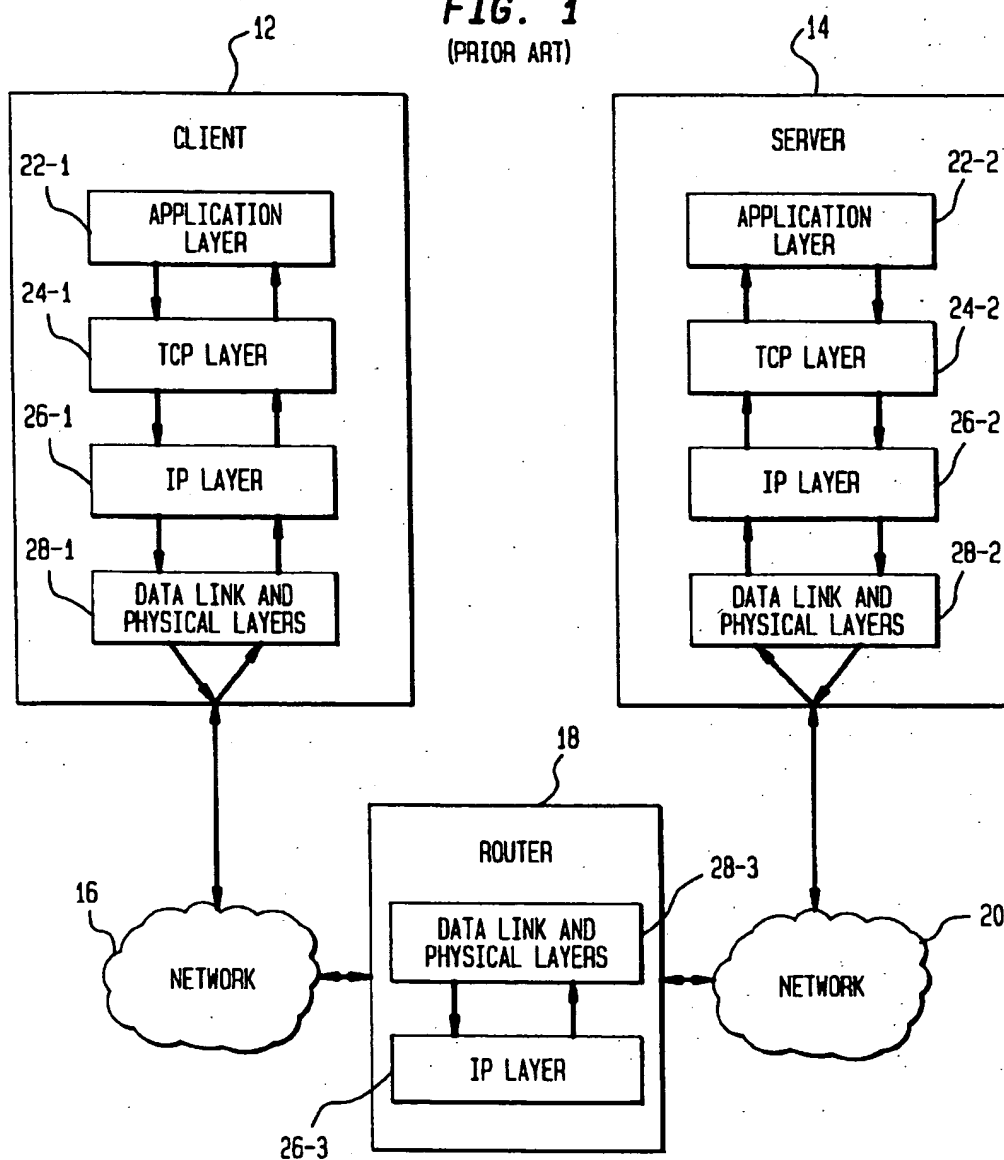 FIG. 1
(PRIOR ART)
12
14
CLIENT
SERVER
22-1
22-2
APPLICATION
LAYER
APPLICATION
LAYER
24-1
24-2
TCP LAYER
TCP LAYER
26-1
26-2
IP LAYER
IP LAYER
28-1
28-2
DATA LINK AND
PHYSICAL LAYERS
DATA LINK AND
PHYSICAL LAYERS
18
ROUTER
28-3
16
20
DATA LINK AND
PHYSICAL LAYERS
NETWORK
NETWORK
IP LAYER
26-3